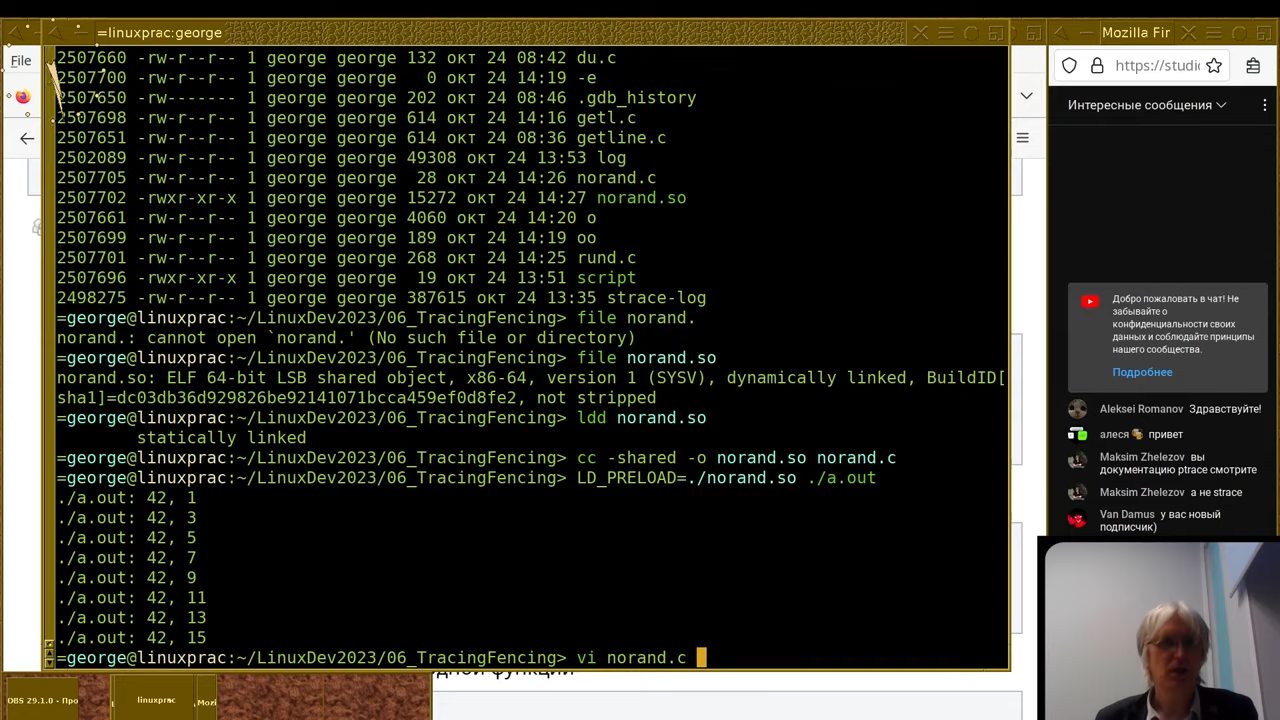 =linuxprac:george
Mozilla Fir
File
https://studio
2507660 -rw-r--r-- 1 george george 132 окт 24 08:42 du.c
2507700 -rw-r--r-- 1 george george   0 окт 24 14:19 -e
2507650 -rw------- 1 george george 202 окт 24 08:46 .gdb_history
2507698 -rw-r--r-- 1 george george 614 окт 24 14:16 getl.c
2507651 -rw-r--r-- 1 george george 614 окт 24 08:36 getline.c
2502089 -rw-r--r-- 1 george george 49308 окт 24 13:53 log
2507705 -rw-r--r-- 1 george george  28 окт 24 14:26 norand.c
2507702 -rwxr-xr-x 1 george george 15272 окт 24 14:27 norand.so
2507661 -rw-r--r-- 1 george george 4060 окт 24 14:20 o
2507699 -rw-r--r-- 1 george george 189 окт 24 14:19 oo
2507701 -rw-r--r-- 1 george george 268 окт 24 14:25 rund.c
2507696 -rwxr-xr-x 1 george george  19 окт 24 13:51 script
2498275 -rw-r--r-- 1 george george 387615 окт 24 13:35 strace-log
=george@linuxprac:~/LinuxDev2023/06_TracingFencing> file norand.
norand.: cannot open `norand.' (No such file or directory)
=george@linuxprac:~/LinuxDev2023/06_TracingFencing> file norand.so
norand.so: ELF 64-bit LSB shared object, x86-64, version 1 (SYSV), dynamically linked, BuildID[
sha1]=dc03db36d929826be92141071bcca459ef0d8fe2, not stripped
=george@linuxprac:~/LinuxDev2023/06_TracingFencing> ldd norand.so
statically linked
=george@linuxprac:~/LinuxDev2023/06_TracingFencing> cc -shared -o norand.so norand.c
=george@linuxprac:~/LinuxDev2023/06_TracingFencing> LD_PRELOAD=./norand.so ./a.out
./a.out: 42, 1
./a.out: 42, 3
./a.out: 42, 5
./a.out: 42, 7
./a.out: 42, 9
./a.out: 42, 11
./a.out: 42, 13
./a.out: 42, 15
=george@linuxprac:~/LinuxDev2023/06_TracingFencing> vi norand.c
Интересные сообщения
Добро пожаловать в чат! Не
забывайте о
конфиденциальности своих
данных и соблюдайте принципы
нашего сообщества.
Подробнее
Aleksei Romanov Здравствуйте!
алеся привет
Maksim Zhelezov вы
документацию ptrace смотрите
Maksim Zhelezov а не strace
Van Damus у вас новый
подписчик)
функции
DBS 29.1.0 - Про
linuxprac
Mozi